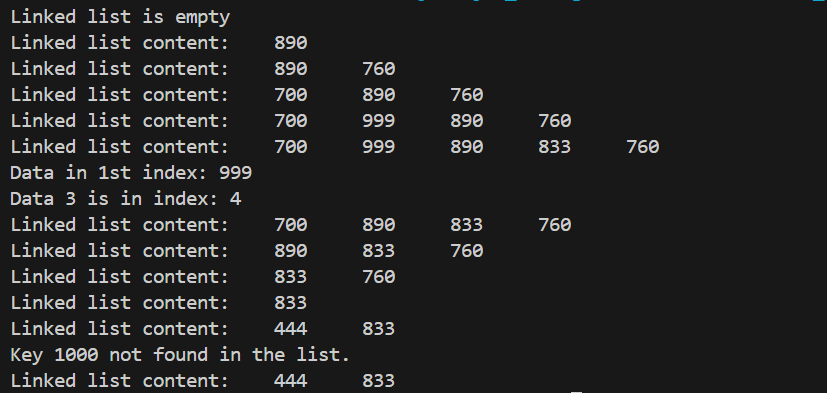 Linked list is empty
Linked list content:    890
Linked list content:    890     760
Linked list content:    700     890     760
Linked list content:    700     999     890     760
Linked list content:    700     999     890     833     760
Data in 1st index: 999
Data 3 is in index: 4
Linked list content:    700     890     833     760
Linked list content:    890     833     760
Linked list content:    833     760
Linked list content:    833
Linked list content:    444     833
Key 1000 not found in the list.
Linked list content:    444     833